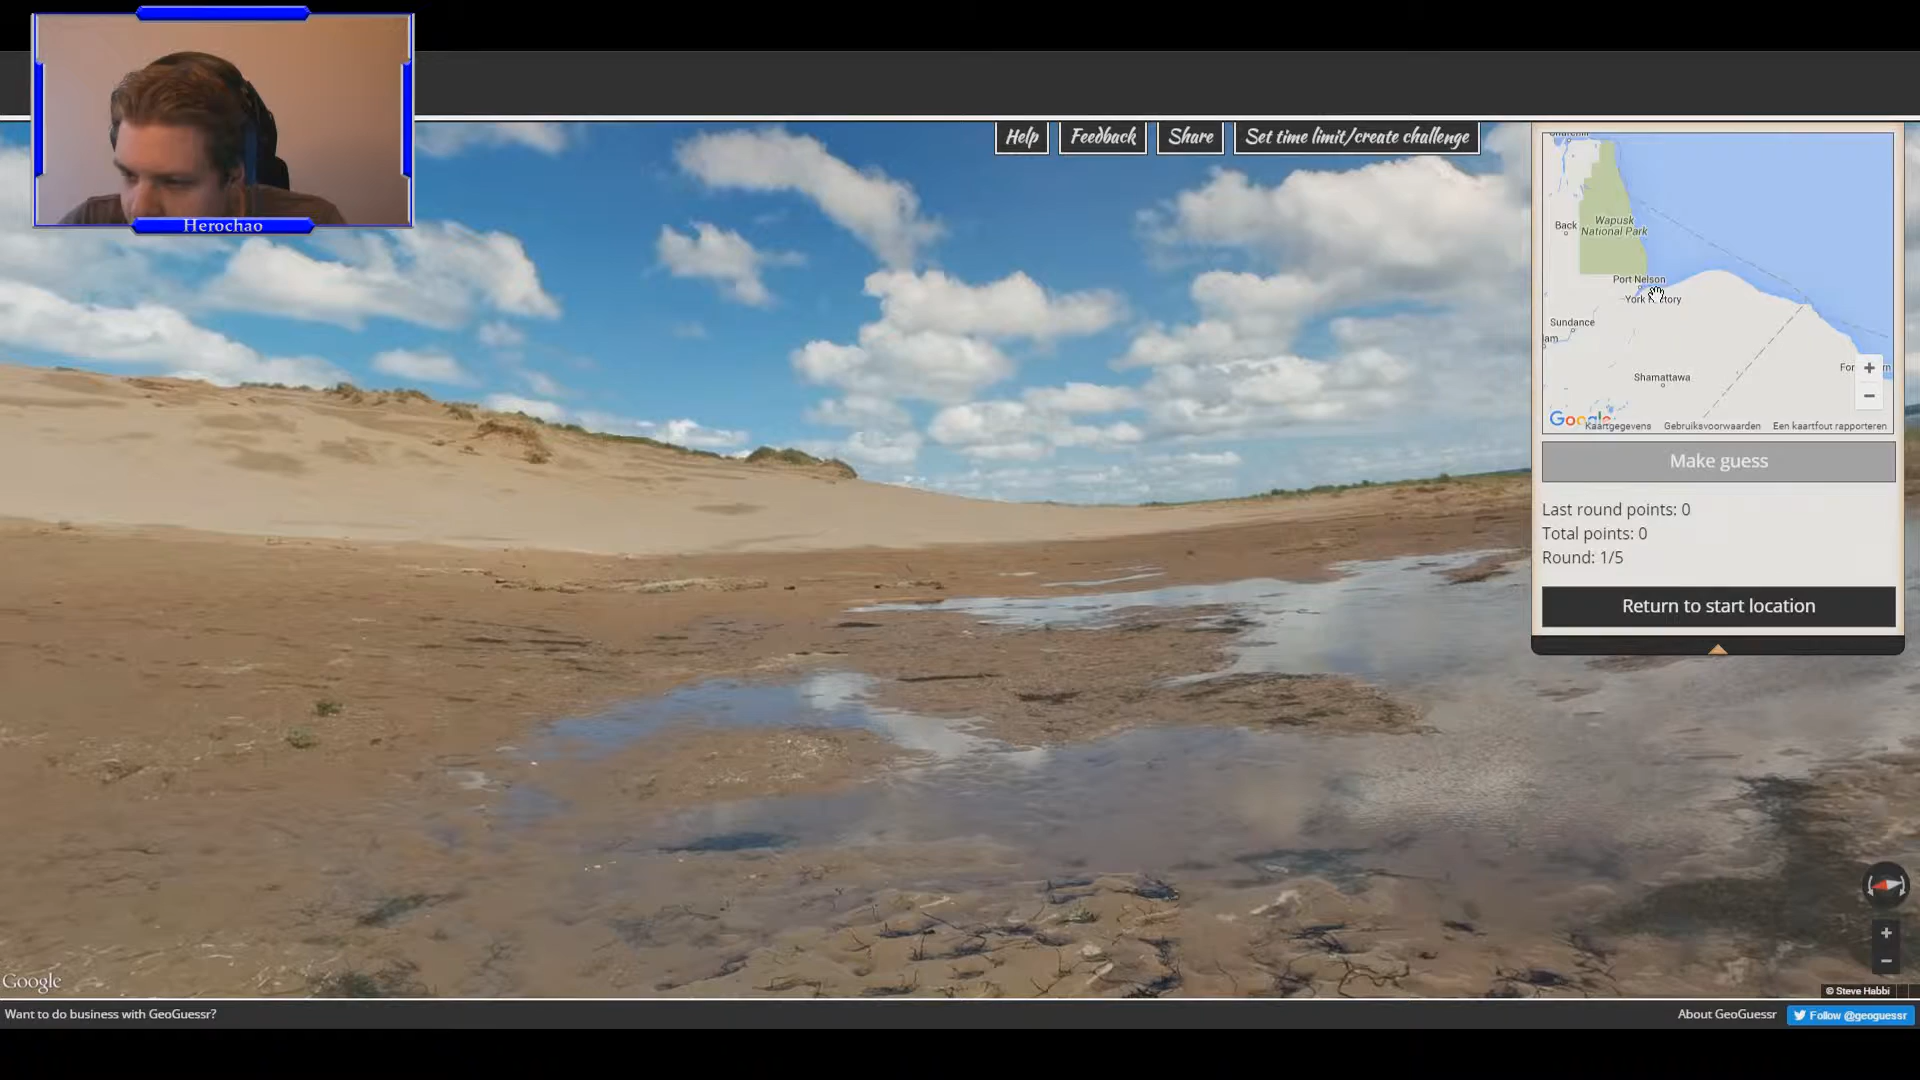 Herochao
Help
Feedback
Share
Set time limit/create challenge
Wapusk
National Park
Back
Port Nelson
York
Sundance
Shamattawa
Google
Kaartgegevens
Gebruiksvoorwaarden
Een kaartfout rapporteren
Make guess
Last round points: 0
Total points: 0
Round: 1/5
Return to start location
Google
© Steve Habbi
Want to do business with GeoGuessr?
About GeoGuessr
Follow @geoguessr